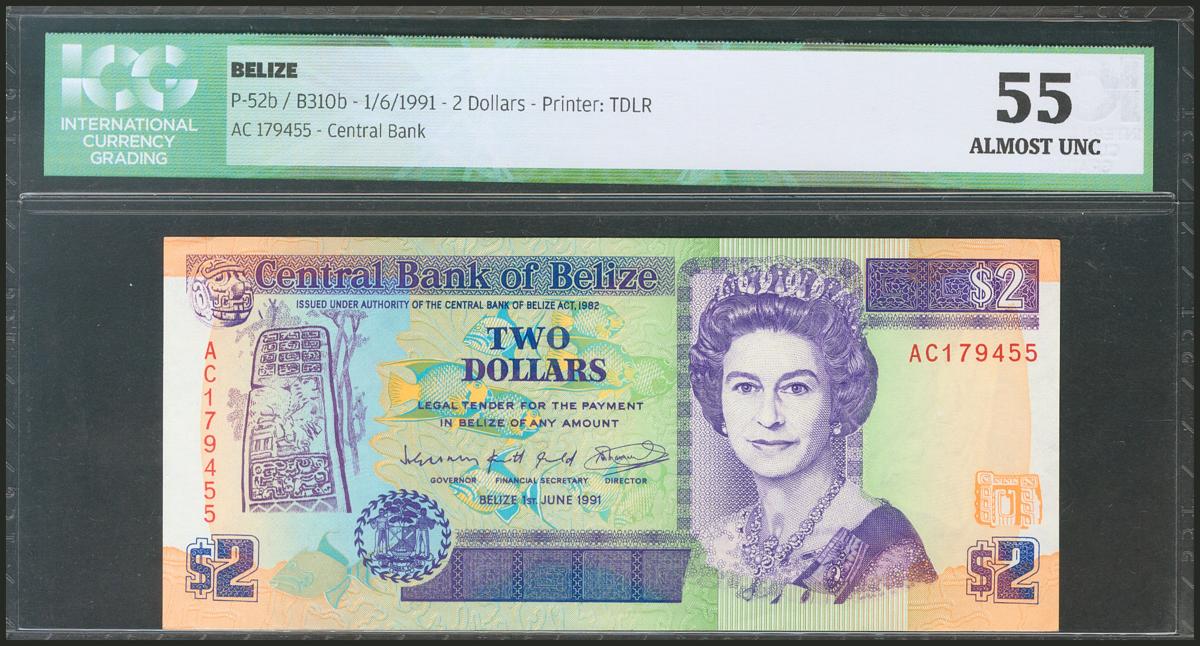 ICG
INTERNATIONAL
CURRENCY
GRADING
BELIZE
P-52b / B310b - 1/6/1991 - 2 Dollars - Printer: TDLR
AC 179455 - Central Bank
55
ALMOST UNC
Central Bank of Belize
$2
ISSUED UNDER AUTHORITY OF THE CENTRAL BANK OF BELIZE ACT, 1982
TWO
DOLLARS
AC179455
AC179455
LEGAL TENDER FOR THE PAYMENT
IN BELIZE OF ANY AMOUNT
GOVERNOR FINANCIAL SECRETARY DIRECTOR
BELIZE 1ST. JUNE 1991
$2
$2